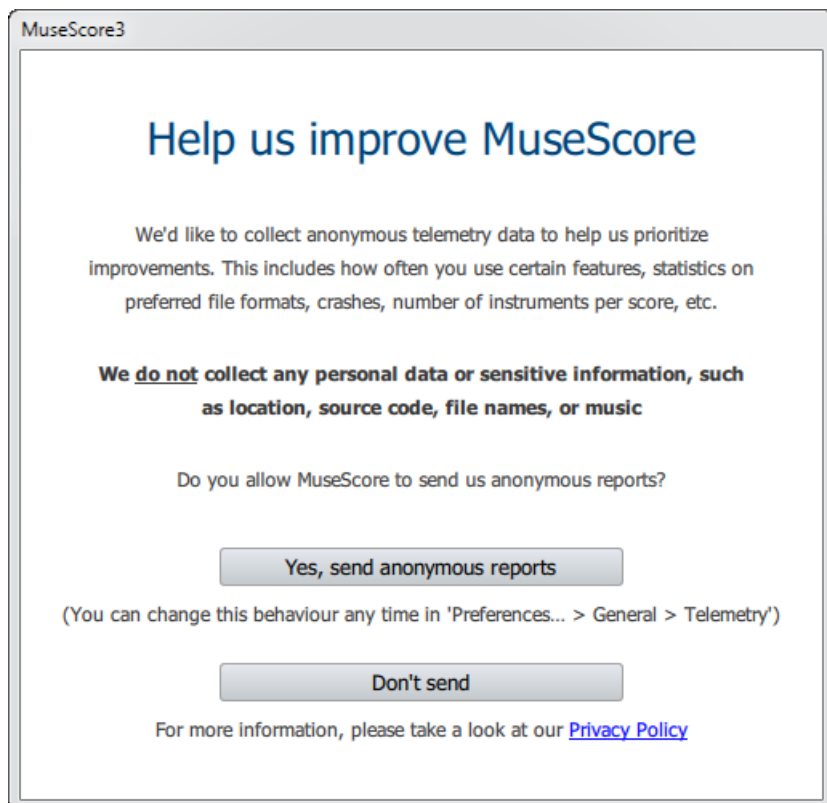 MuseScore3
Help us improve MuseScore
We'd like to collect anonymous telemetry data to help us prioritize
improvements. This includes how often you use certain features, statistics on
preferred file formats, crashes, number of instruments per score, etc.
We do not collect any personal data or sensitive information, such
as location, source code, file names, or music
Do you allow MuseScore to send us anonymous reports?
Yes, send anonymous reports
(You can change this behaviour any time in 'Preferences... > General > Telemetry')
Don't send
For more information, please take a look at our Privacy Policy